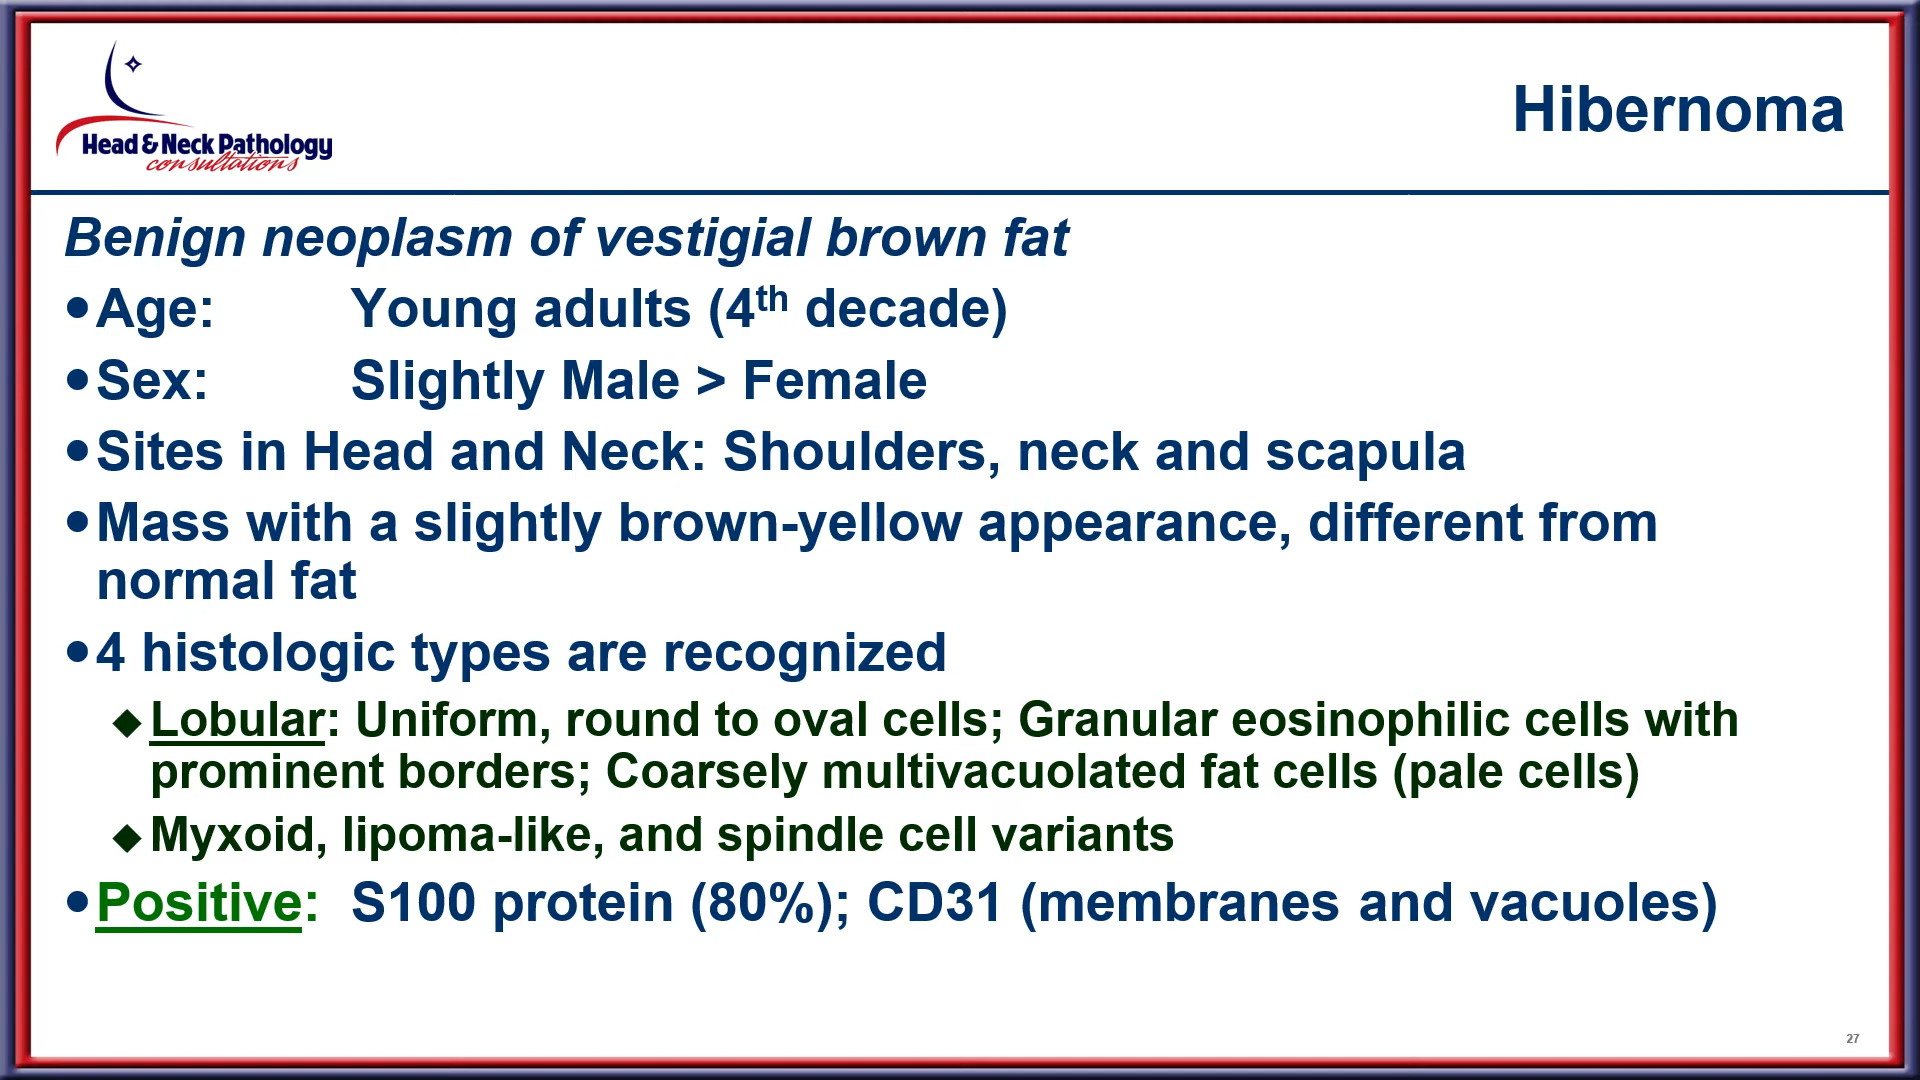 Head & Neck Pathology
consultations
Hibernoma
Benign neoplasm of vestigial brown fat
• Age: Young adults (4th decade)
• Sex: Slightly Male > Female
• Sites in Head and Neck: Shoulders, neck and scapula
• Mass with a slightly brown-yellow appearance, different from
normal fat
• 4 histologic types are recognized
◆ Lobular: Uniform, round to oval cells; Granular eosinophilic cells with
prominent borders; Coarsely multivacuolated fat cells (pale cells)
◆ Myxoid, lipoma-like, and spindle cell variants
• Positive: S100 protein (80%); CD31 (membranes and vacuoles)
27